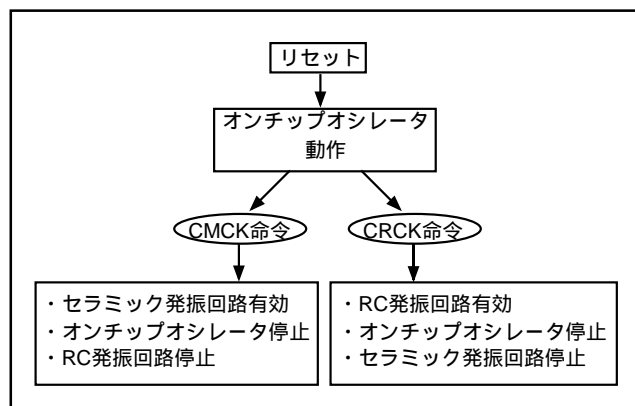 リセット
オンチップオシレータ
動作
CMCK命令
CRCK命令
・セラミック発振回路有効
・オンチップオシレータ停止
・RC発振回路停止
・RC発振回路有効
・オンチップオシレータ停止
・セラミック発振回路停止